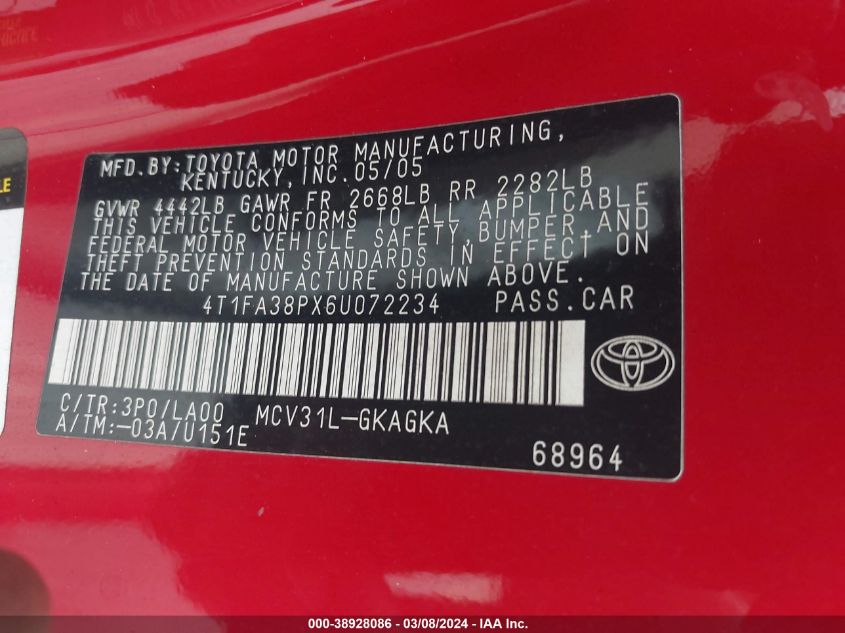 LE
MFD.BY:TOYOTA MOTOR MANUFACTURING,
KENTUCKY,INC.05/05
GVWR 4442LB GAWR FR 2668LB RR 2282LB
THIS VEHICLE CONFORMS TO ALL APPLICABLE
FEDERAL MOTOR VEHICLE SAFETY,BUMPER,AND
THEFT PREVENTION STANDARDS IN EFFECT ON
THE DATE OF MANUFACTURE SHOWN ABOVE.
4T1FA38PX6U072234 PASS.CAR
C/TR:3P0/LA00 MCV31L-GKAGKA
A/TM:-03A/U151E
68964
000-38928086 - 03/08/2024 - IAA Inc.